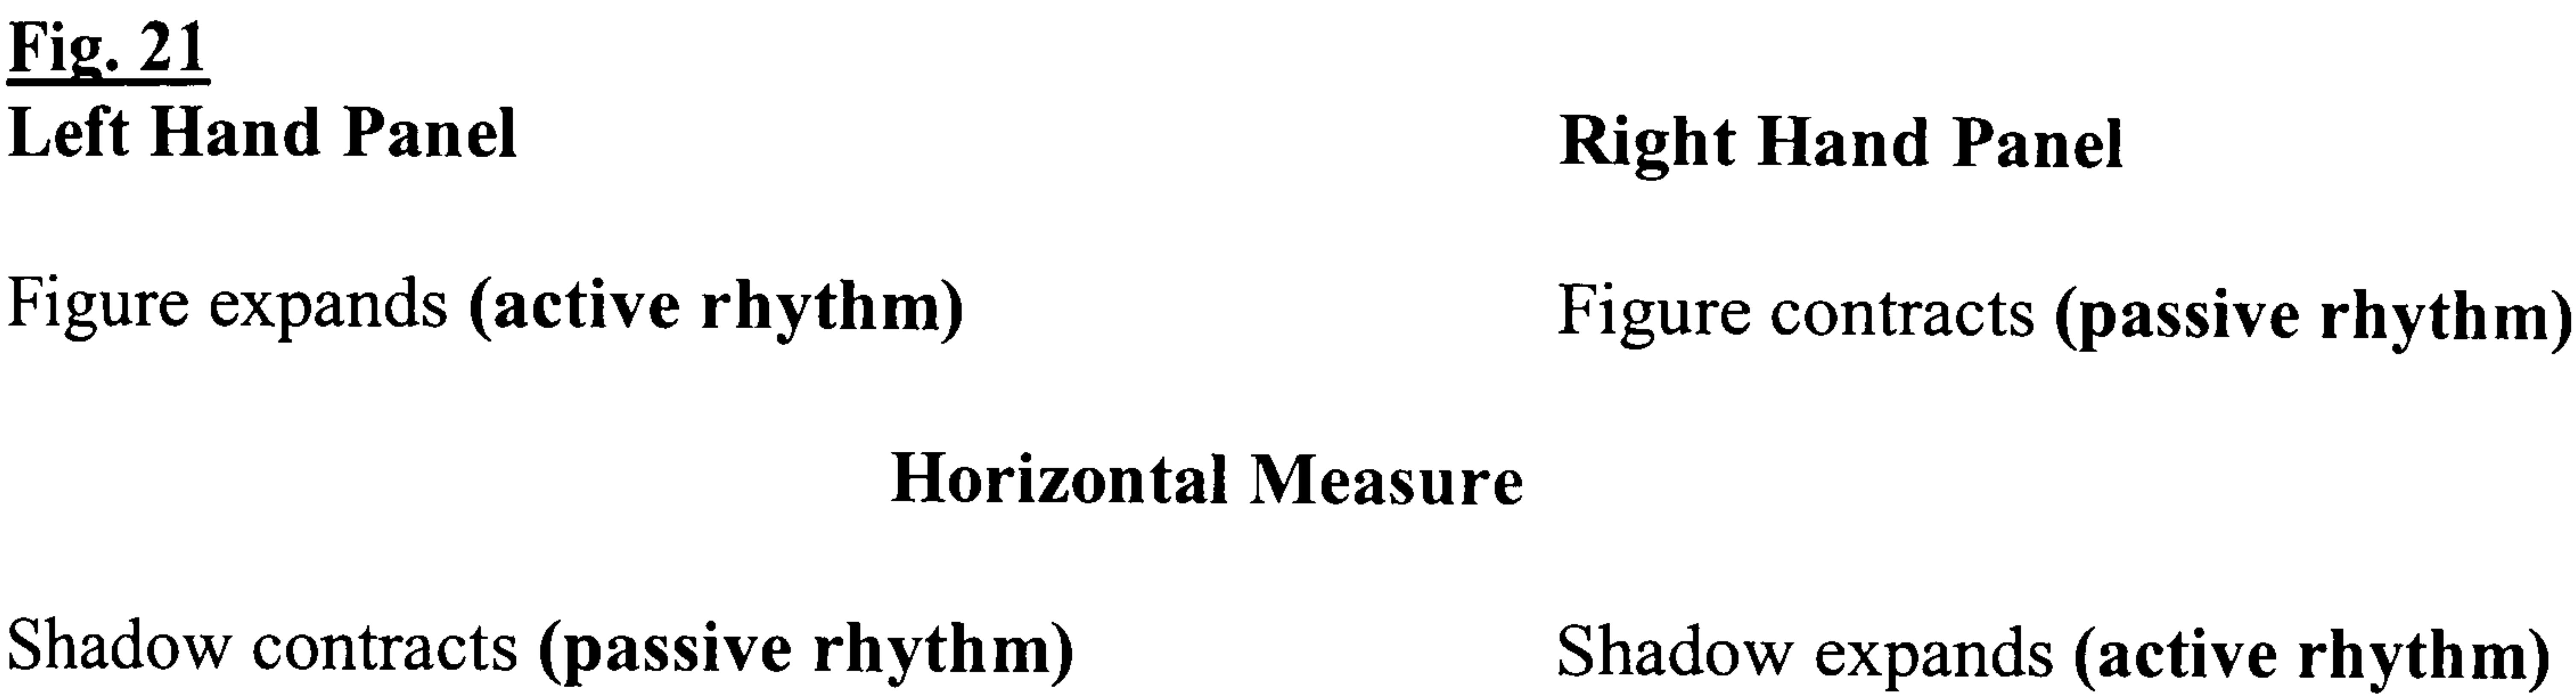 Fig. 21
Left Hand Panel Right Hand Panel
Figure expands (active rhythm) Figure contracts (passive rhythm)
Horizontal Measure
Shadow contracts (passive rhythm) Shadow expands (active rhythm)